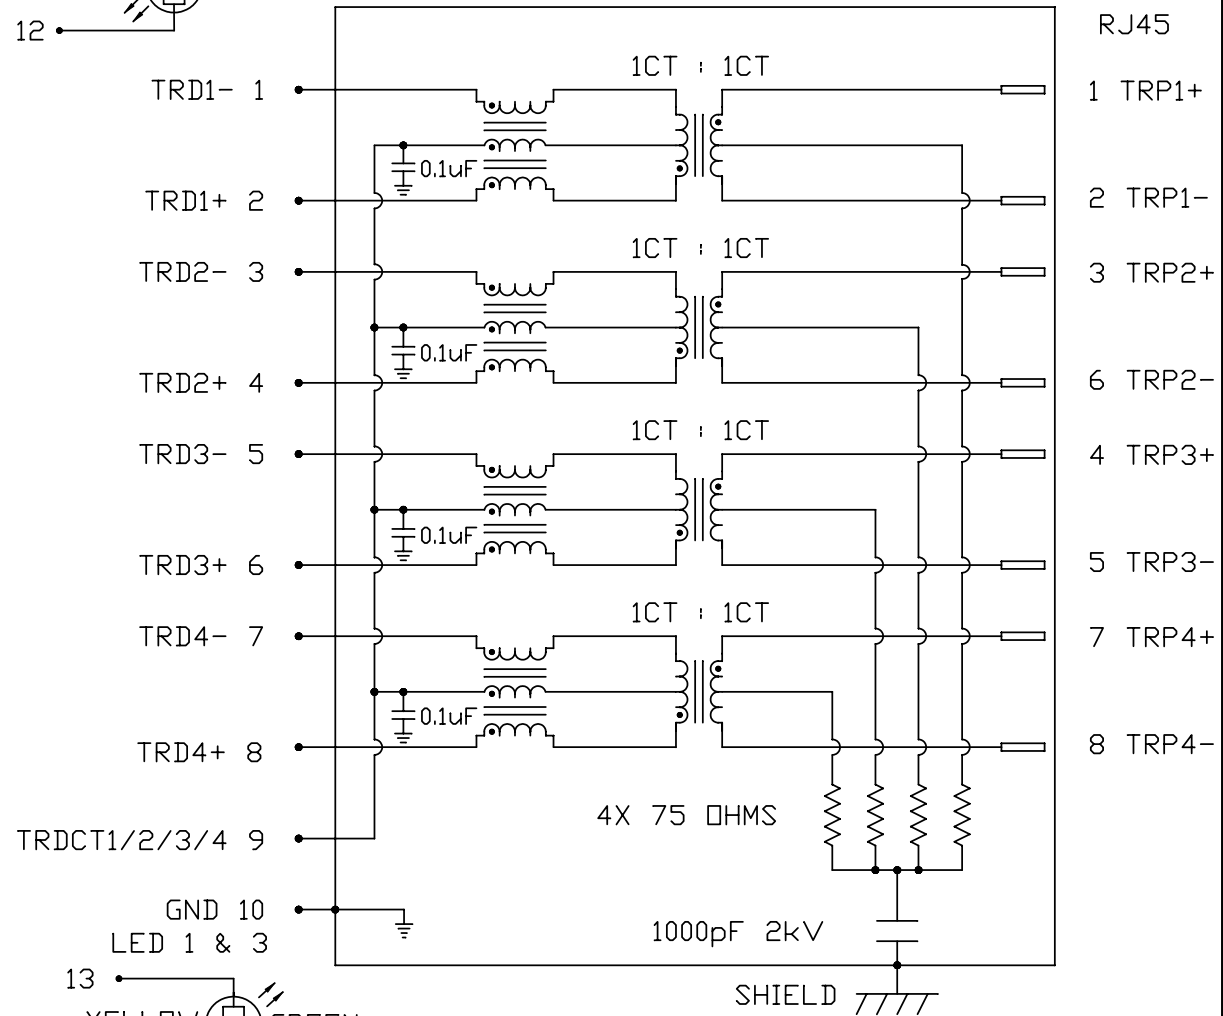 RJ45
12
1CT : 1CT
TRD1- 1
1 TRP1+
0.1uF
TRD1+ 2
2 TRP1-
1CT : 1CT
TRD2- 3
3 TRP2+
0.1uF
TRD2+ 4
6 TRP2-
1CT : 1CT
TRD3- 5
4 TRP3+
0.1uF
TRD3+ 6
5 TRP3-
1CT : 1CT
TRD4- 7
7 TRP4+
0.1uF
TRD4+ 8
8 TRP4-
4X 75 OHMS
TRDCT1/2/3/4 9
GND 10
1000pF 2kV
LED 1 & 3
13
SHIELD
YELLOW
GREEN